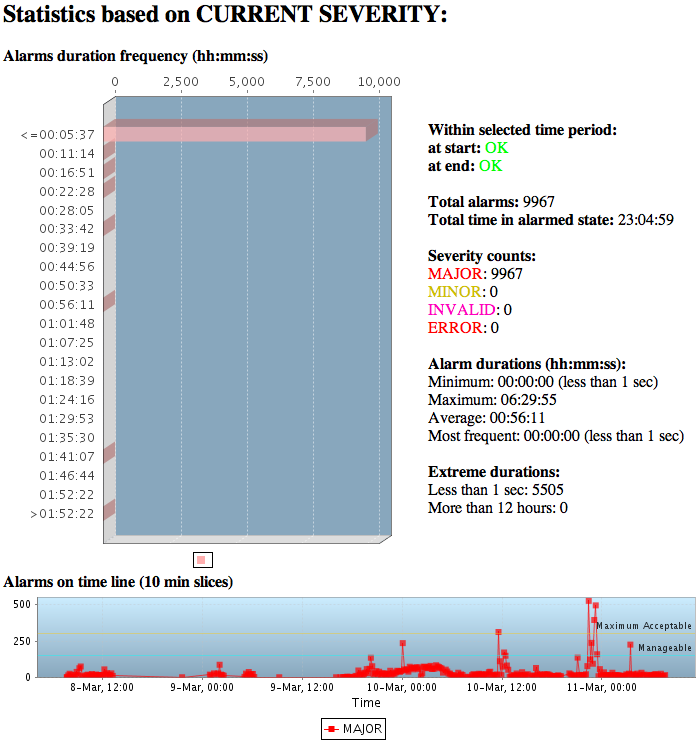 Statistics based on CURRENT SEVERITY:
Alarms duration frequency (hh:mm:ss)
0 2,500 5,000 7,500 10,000
<=00:05:37
00:11:14
00:16:51
00:22:28
00:28:05
00:33:42
00:39:19
00:44:56
00:50:33
00:56:11
01:01:48
01:07:25
01:13:02
01:18:39
01:24:16
01:29:53
01:35:30
01:41:07
01:46:44
01:52:22
>01:52:22
Within selected time period:
at start: OK
at end: OK
Total alarms: 9967
Total time in alarmed state: 23:04:59
Severity counts:
MAJOR: 9967
MINOR: 0
INVALID: 0
ERROR: 0
Alarm durations (hh:mm:ss):
Minimum: 00:00:00 (less than 1 sec)
Maximum: 06:29:55
Average: 00:56:11
Most frequent: 00:00:00 (less than 1 sec)
Extreme durations:
Less than 1 sec: 5505
More than 12 hours: 0
Alarms on time line (10 min slices)
500
250
0
Maximum Acceptable
Manageable
8-Mar, 12:00 9-Mar, 00:00 9-Mar, 12:00 10-Mar, 00:00 10-Mar, 12:00 11-Mar, 00:00
Time
MAJOR